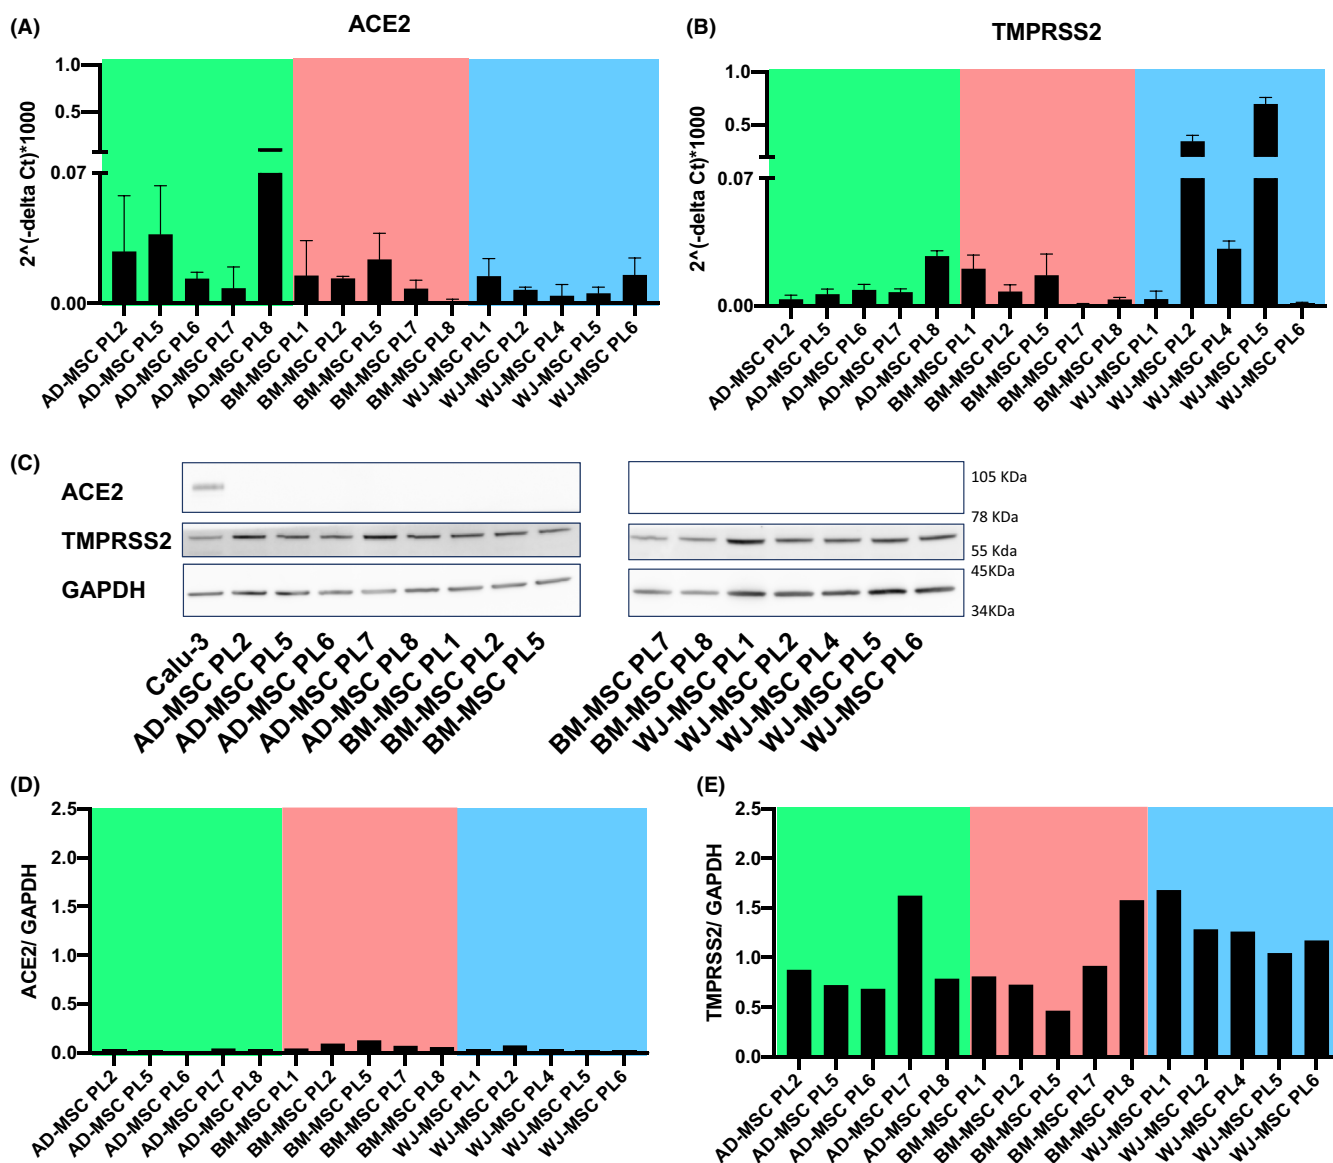 (A)
ACE2
2^(-delta Ct)*1000
1.0
0.5
0.07
0.00
AD-MSC PL2
AD-MSC PL5
AD-MSC PL6
AD-MSC PL7
AD-MSC PL8
BM-MSC PL1
BM-MSC PL2
BM-MSC PL5
BM-MSC PL7
BM-MSC PL8
WJ-MSC PL1
WJ-MSC PL2
WJ-MSC PL4
WJ-MSC PL5
WJ-MSC PL6
(B)
TMPRSS2
2^(-delta Ct)*1000
1.0
0.5
0.07
0.00
AD-MSC PL2
AD-MSC PL5
AD-MSC PL6
AD-MSC PL7
AD-MSC PL8
BM-MSC PL1
BM-MSC PL2
BM-MSC PL5
BM-MSC PL7
BM-MSC PL8
WJ-MSC PL1
WJ-MSC PL2
WJ-MSC PL4
WJ-MSC PL5
WJ-MSC PL6
(C)
ACE2
TMPRSS2
GAPDH
105 KDa
78 KDa
55 Kda
45KDa
34KDa
Calu-3
AD-MSC PL2
AD-MSC PL5
AD-MSC PL6
AD-MSC PL7
AD-MSC PL8
BM-MSC PL1
BM-MSC PL2
BM-MSC PL5
BM-MSC PL7
BM-MSC PL8
WJ-MSC PL1
WJ-MSC PL2
WJ-MSC PL4
WJ-MSC PL5
WJ-MSC PL6
(D)
ACE2/ GAPDH
2.5
2.0
1.5
1.0
0.5
0.0
AD-MSC PL2
AD-MSC PL5
AD-MSC PL6
AD-MSC PL7
AD-MSC PL8
BM-MSC PL1
BM-MSC PL2
BM-MSC PL5
BM-MSC PL7
BM-MSC PL8
WJ-MSC PL1
WJ-MSC PL2
WJ-MSC PL4
WJ-MSC PL5
WJ-MSC PL6
(E)
TMPRSS2/ GAPDH
2.5
2.0
1.5
1.0
0.5
0.0
AD-MSC PL2
AD-MSC PL5
AD-MSC PL6
AD-MSC PL7
AD-MSC PL8
BM-MSC PL1
BM-MSC PL2
BM-MSC PL5
BM-MSC PL7
BM-MSC PL8
WJ-MSC PL1
WJ-MSC PL2
WJ-MSC PL4
WJ-MSC PL5
WJ-MSC PL6